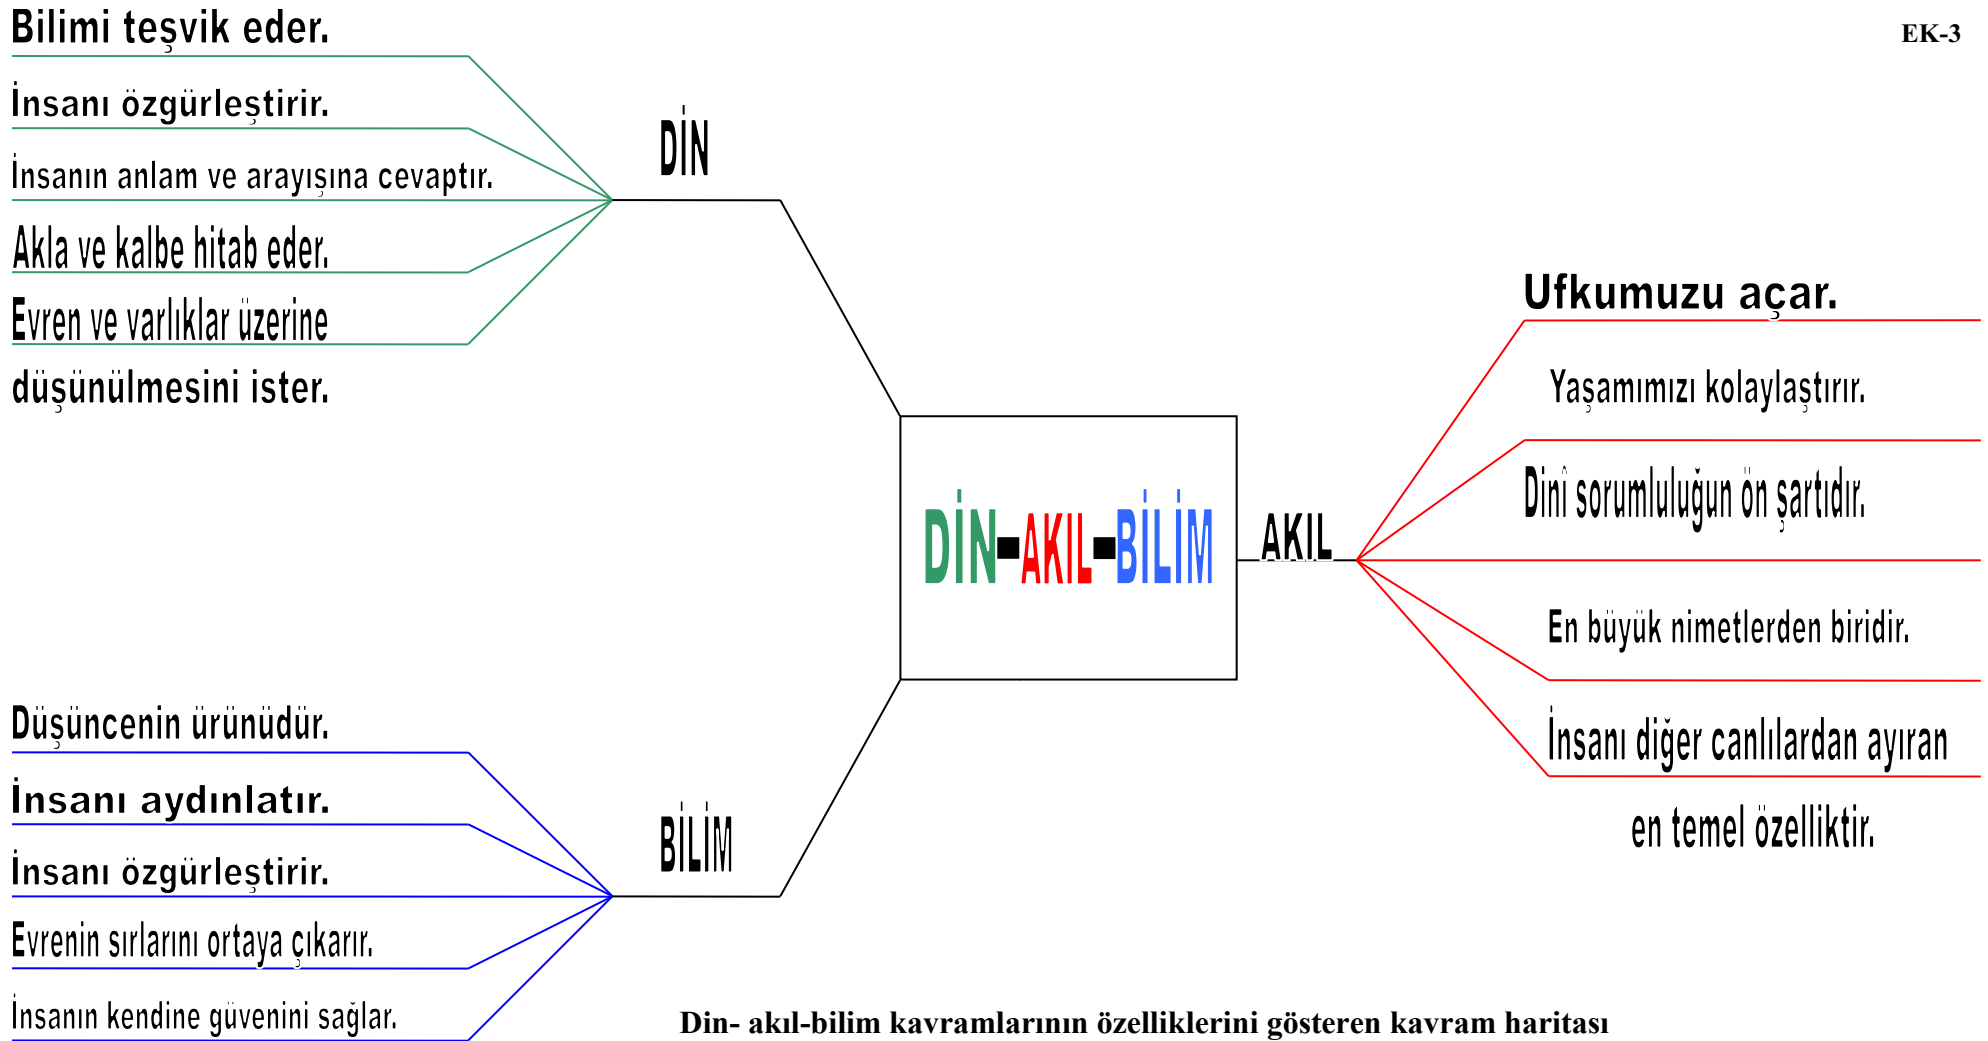 EK-3
Bilimi teşvik eder.
İnsanı özgürleştirir.
İnsanın anlam ve arayışına cevaptır.
Akla ve kalbe hitab eder.
Evren ve varlıklar üzerine
düşünülmesini ister.
DİN
DİN-AKIL-BİLİM
AKIL
Ufkumuzu açar.
Yaşamımızı kolaylaştırır.
Dinî sorumluluğun ön şartıdır.
En büyük nimetlerden biridir.
İnsanı diğer canlılardan ayıran
en temel özelliktir.
BİLİM
Düşüncenin ürünüdür.
İnsanı aydınlatır.
İnsanı özgürleştirir.
Evrenin sırlarını ortaya çıkarır.
İnsanın kendine güvenini sağlar.
Din- akıl-bilim kavramlarının özelliklerini gösteren kavram haritası